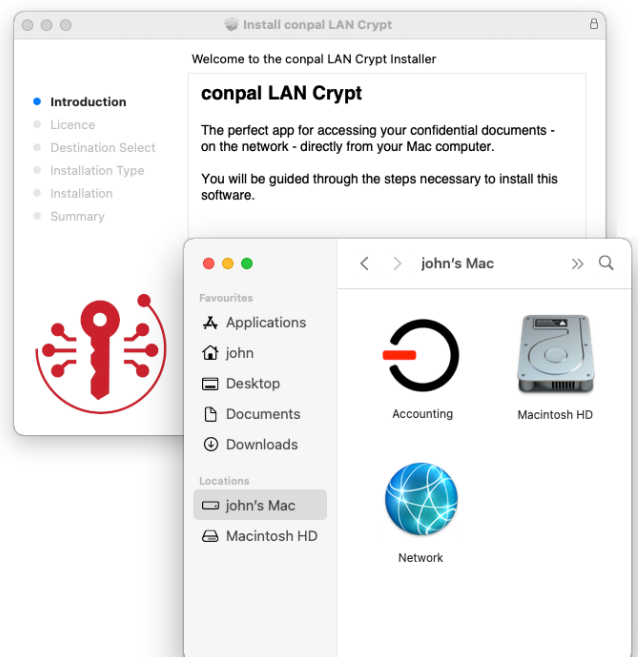 Install conpal LAN Crypt
Welcome to the conpal LAN Crypt Installer
Introduction
Licence
Destination Select
Installation Type
Installation
Summary
conpal LAN Crypt
The perfect app for accessing your confidential documents -
on the network - directly from your Mac computer.
You will be guided through the steps necessary to install this
software.
john's Mac
Favourites
Applications
john
Desktop
Documents
Downloads
Locations
john's Mac
Macintosh HD
Accounting
Macintosh HD
Network